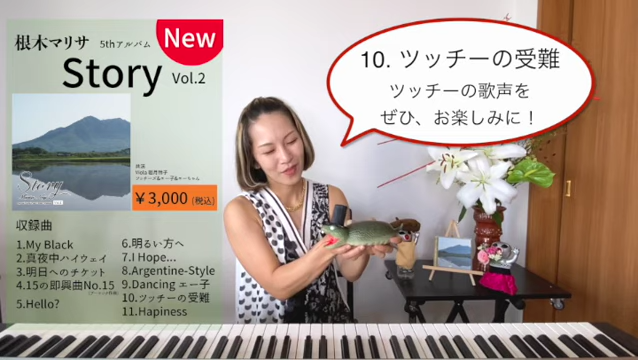 根木マリサ 5thアルバム
New
Story Vol.2
Story
¥3,000 (税込)
収録曲
1.My Black
2.真夜中ハイウェイ
3.明日へのチケット
4.15の即興曲No.15
5.Hello?
6.明るい方へ
7.I Hope...
8.Argentine-Style
9.Dancing エー子
10.ツッチーの受難
11.Hapiness
10. ツッチーの受難
ツッチーの歌声を
ぜひ、お楽しみに！